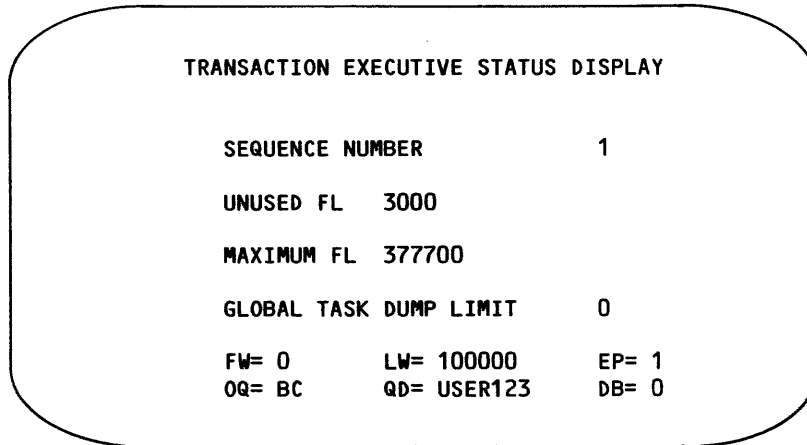 TRANSACTION EXECUTIVE STATUS DISPLAY
SEQUENCE NUMBER 1
UNUSED FL 3000
MAXIMUM FL 377700
GLOBAL TASK DUMP LIMIT 0
FW= 0 LW= 100000 EP= 1
OQ= BC QD= USER123 DB= 0